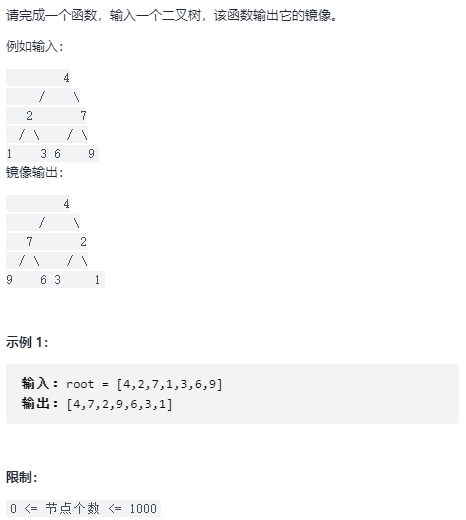 请完成一个函数，输入一个二叉树，该函数输出它的镜像。
例如输入：
4
/ \
2 7
/ \ / \
1 3 6 9
镜像输出：
4
/ \
7 2
/ \ / \
9 6 3 1
示例 1：
输入：root = [4,2,7,1,3,6,9]
输出：[4,7,2,9,6,3,1]
限制：
0 <= 节点个数 <= 1000